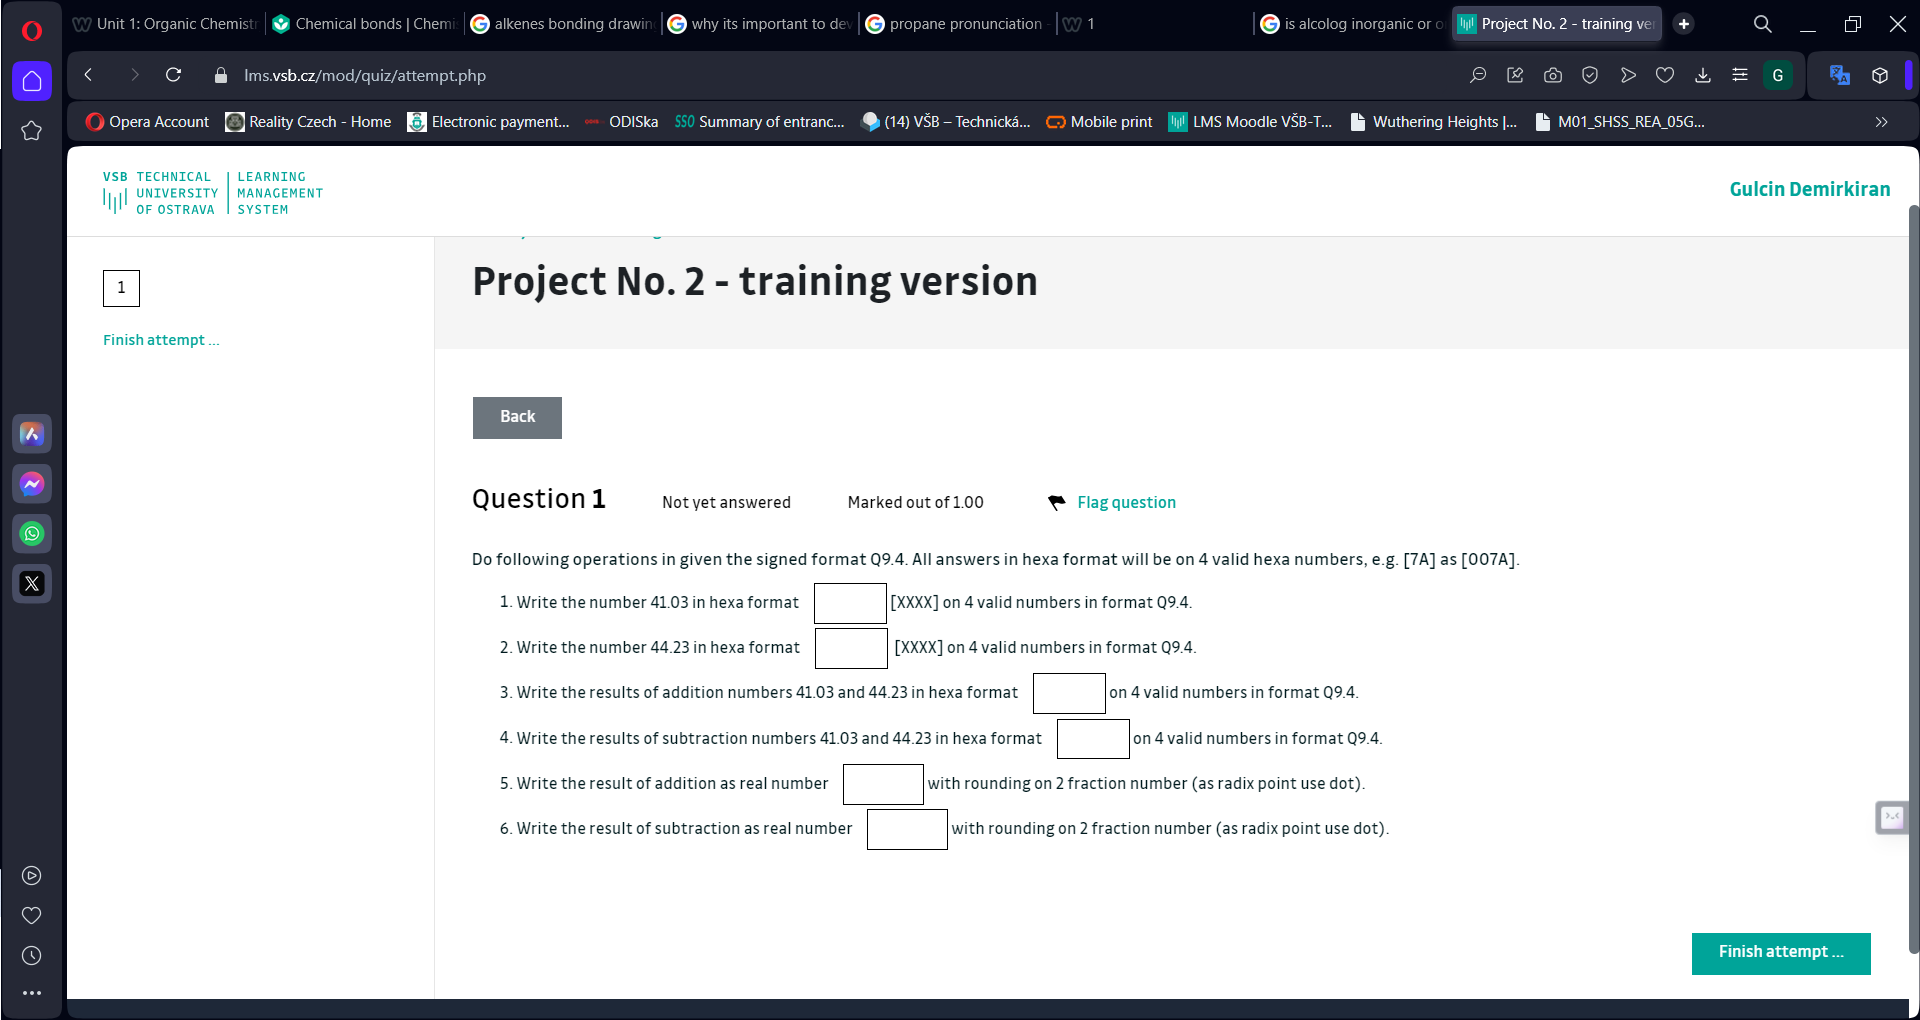 Unit 1: Organic Chemistr
Chemical bonds | Chemi
alkenes bonding drawin
why its important to dev
propane pronunciation -
1
is alcolog inorganic or o
Project No. 2 - training ver
lms.vsb.cz/mod/quiz/attempt.php
G
Opera Account
Reality Czech - Home
Electronic payment...
ODISka
SSO Summary of entranc...
(14) VŠB – Technická...
Mobile print
LMS Moodle VŠB-T...
Wuthering Heights |...
M01_SHSS_REA_05G...
VSB TECHNICAL UNIVERSITY OF OSTRAVA
LEARNING MANAGEMENT SYSTEM
Gulcin Demirkiran
1
Finish attempt ...
Project No. 2 - training version
Back
Question 1
Not yet answered
Marked out of 1.00
Flag question
Do following operations in given the signed format Q9.4. All answers in hexa format will be on 4 valid hexa numbers, e.g. [7A] as [007A].
1. Write the number 41.03 in hexa format [XXXX] on 4 valid numbers in format Q9.4.
2. Write the number 44.23 in hexa format [XXXX] on 4 valid numbers in format Q9.4.
3. Write the results of addition numbers 41.03 and 44.23 in hexa format on 4 valid numbers in format Q9.4.
4. Write the results of subtraction numbers 41.03 and 44.23 in hexa format on 4 valid numbers in format Q9.4.
5. Write the result of addition as real number with rounding on 2 fraction number (as radix point use dot).
6. Write the result of subtraction as real number with rounding on 2 fraction number (as radix point use dot).
Finish attempt ...